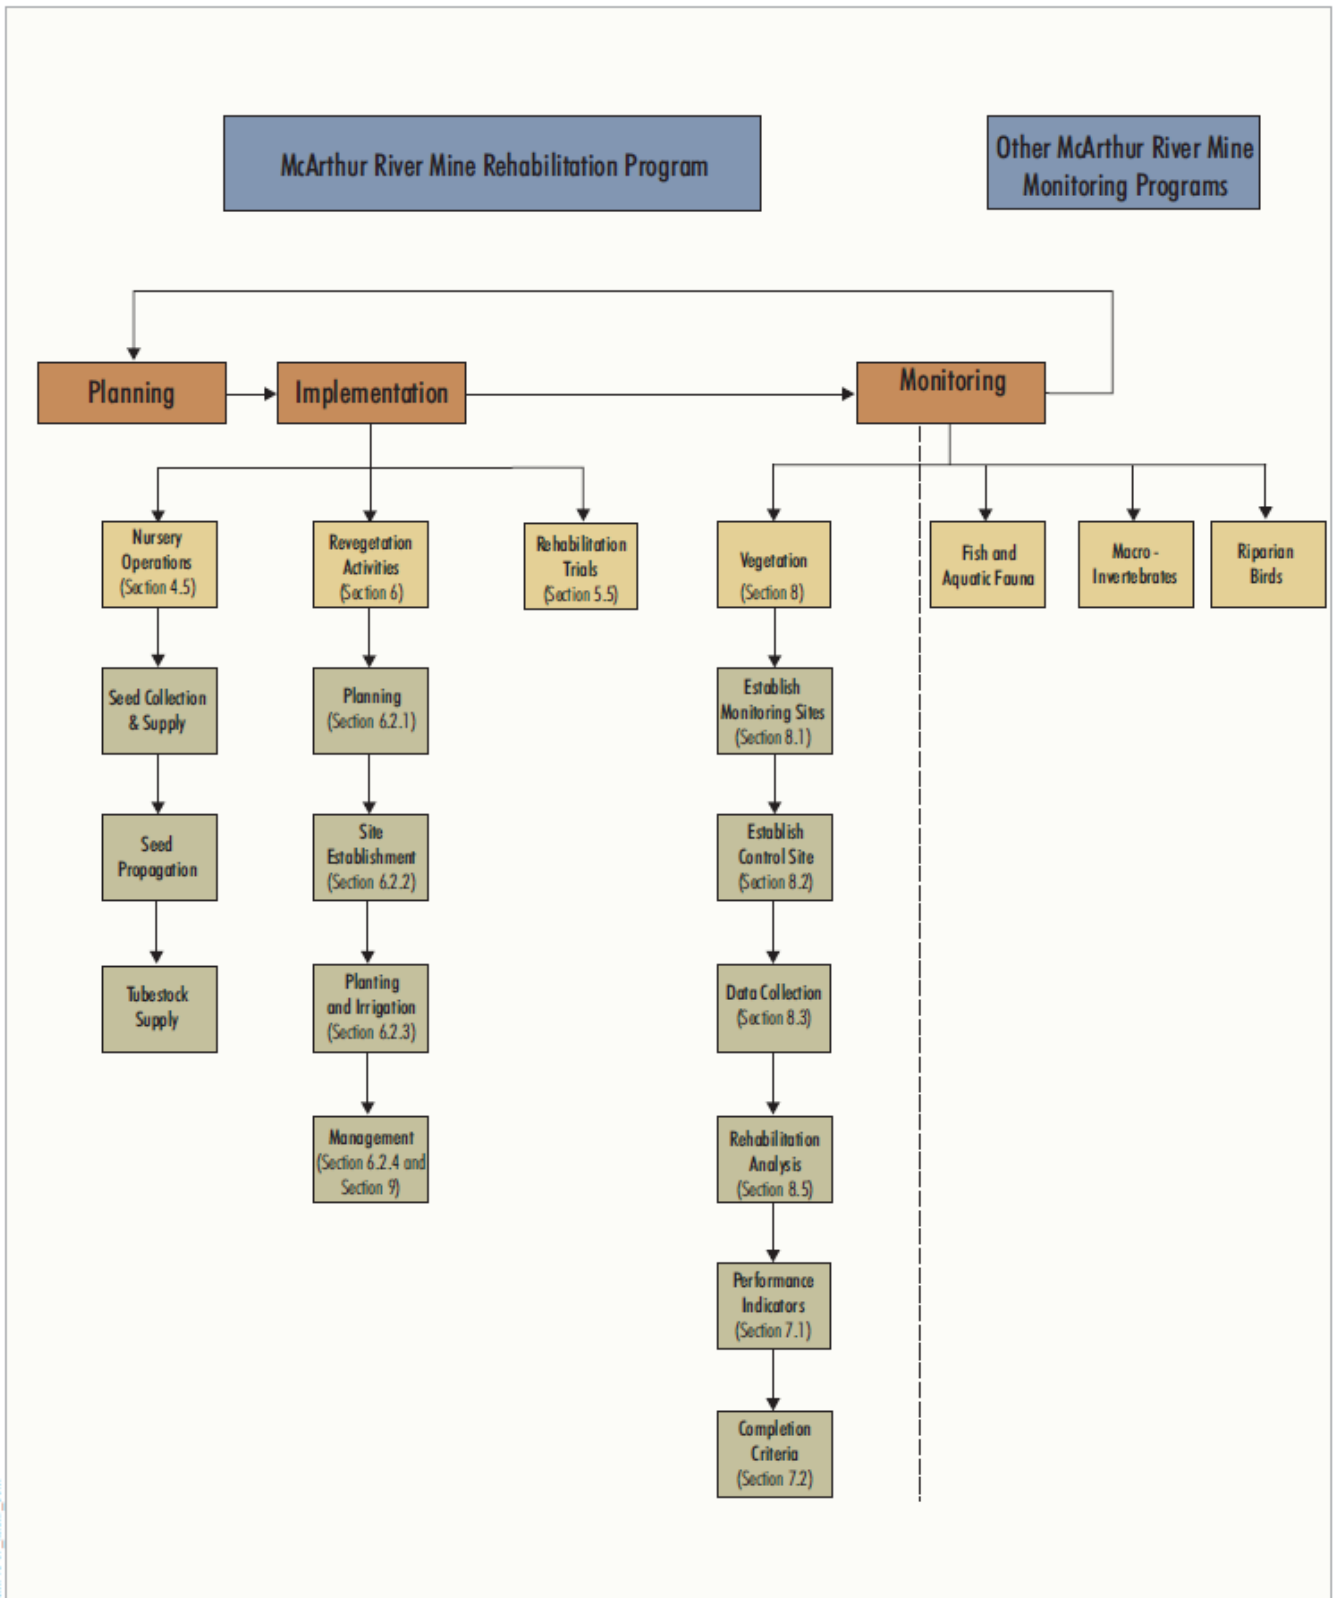 McArthur River Mine Rehabilitation Program
Other McArthur River Mine
Monitoring Programs
Planning
Implementation
Monitoring
Nursery
Operations
(Section 4.5)
Revegetation
Activities
(Section 6)
Rehabilitation
Trials
(Section 5.5)
Vegetation
(Section 8)
Fish and
Aquatic Fauna
Macro -
Invertebrates
Riparian
Birds
Seed Collection
& Supply
Planning
(Section 6.2.1)
Establish
Monitoring Sites
(Section 8.1)
Seed
Propagation
Site
Establishment
(Section 6.2.2)
Establish
Control Site
(Section 8.2)
Tubestock
Supply
Planting
and Irrigation
(Section 6.2.3)
Data Collection
(Section 8.3)
Management
(Section 6.2.4 and
Section 9)
Rehabilitation
Analysis
(Section 8.5)
Performance
Indicators
(Section 7.1)
Completion
Criteria
(Section 7.2)